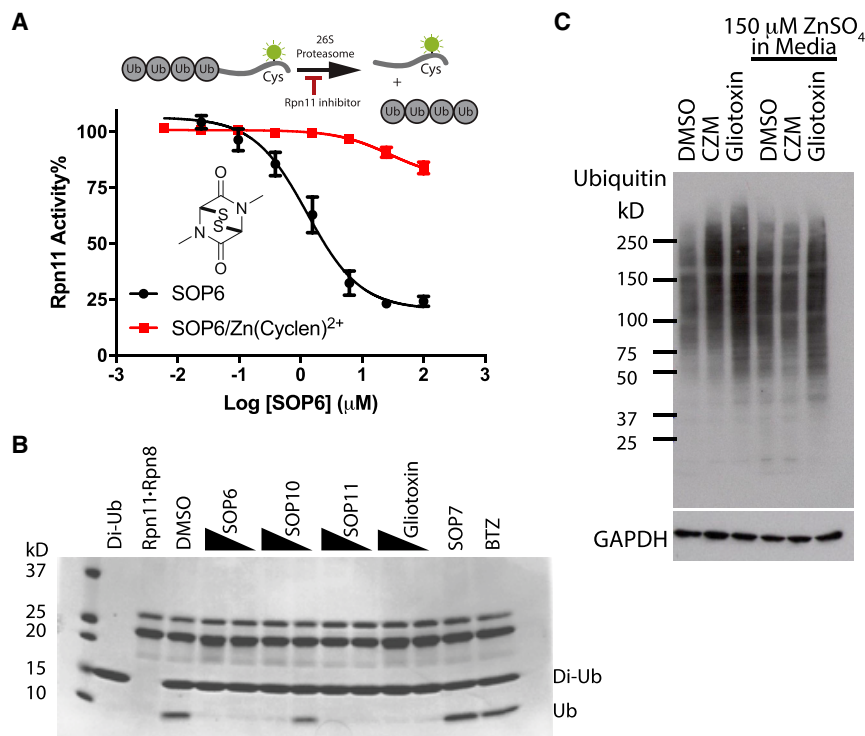 A
26S
Proteasome
Ub Ub Ub Ub
Cys
Cys
+
Rpn11 inhibitor
Ub Ub Ub Ub
Rpn11 Activity%
100
75
50
25
0
O
N
S
S
N
O
SOP6
SOP6/Zn(Cyclen)2+
-3 -2 -1 0 1 2 3
Log [SOP6] (μM)
B
kD
Di-Ub
Rpn11·Rpn8
DMSO
SOP6
SOP10
SOP11
Gliotoxin
SOP7
BTZ
37
25
20
15
10
Di-Ub
Ub
C
150 μM ZnSO4
in Media
DMSO
CZM
Gliotoxin
DMSO
CZM
Gliotoxin
Ubiquitin
kD
250
150
100
75
50
37
25
GAPDH